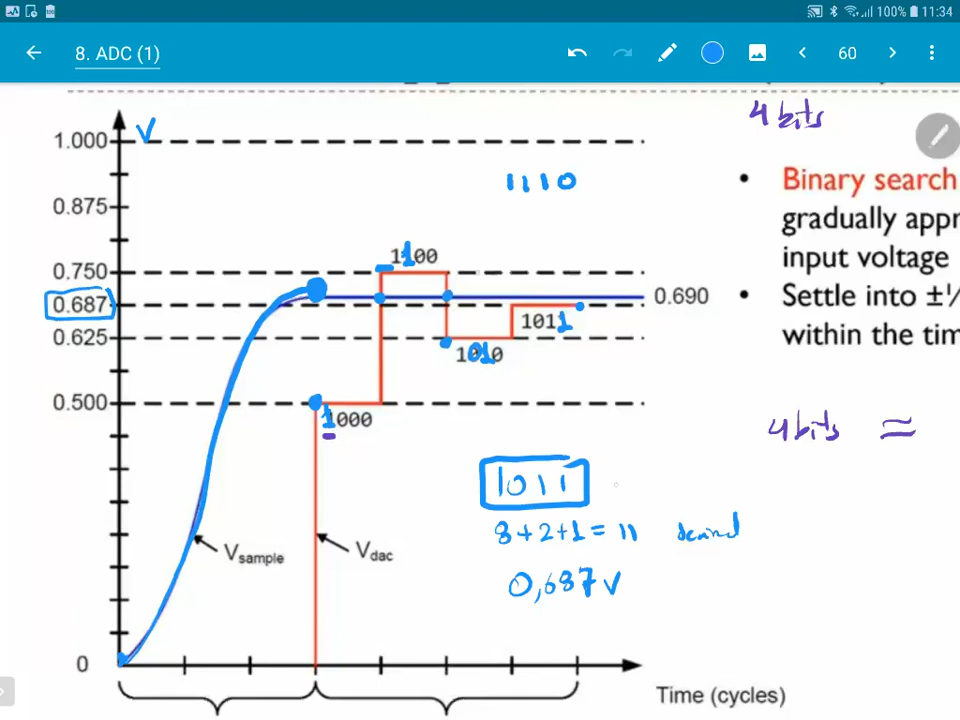 100% 11:34
8. ADC (1)
60
4 bits
V
1.000
1110
Binary search
0.875
gradually appr
1100
input voltage
0.750
0.690
Settle into ±½
0.687
1011
within the tim
0.625
1010
0.500
1000
4 bits ≈
1011
8+2+1=11
Vsample
Vdac
0,687 V
0
Time (cycles)